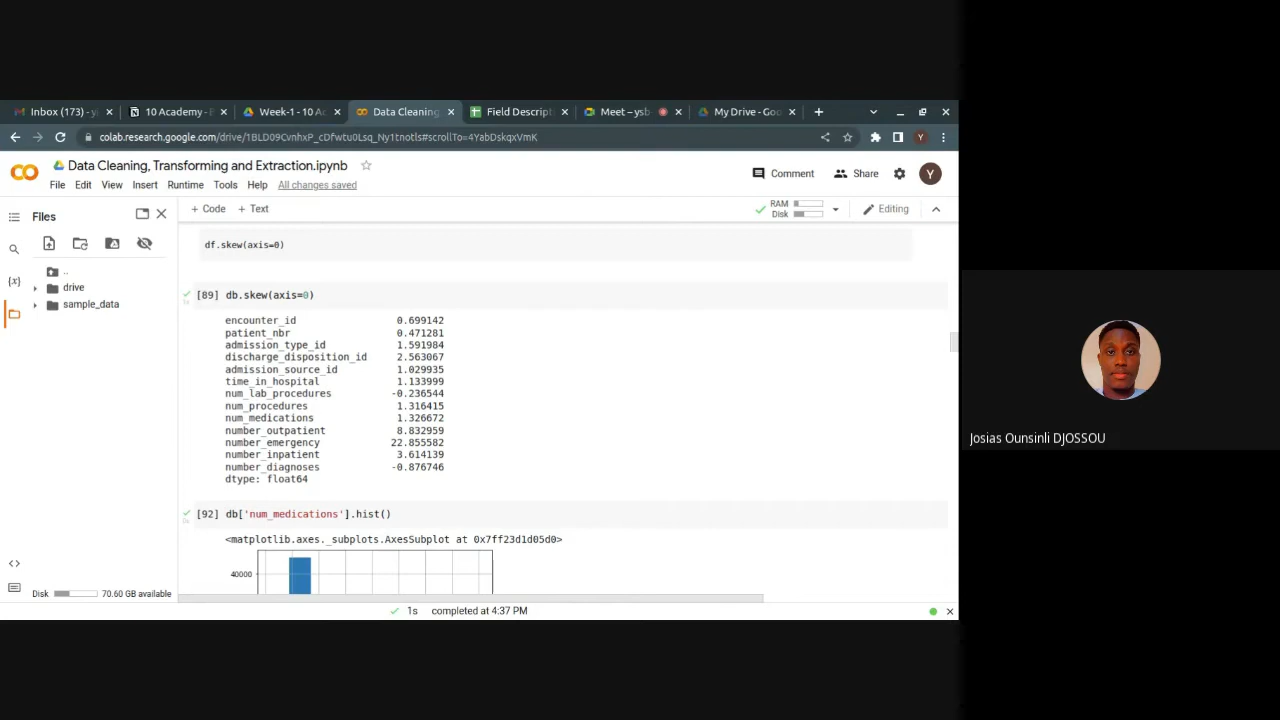 Inbox (173) - y
10 Academy - E
Week-1 - 10 Ac
Data Cleaning,
Field Descript
Meet – ysb
My Drive - Goo
colab.research.google.com/drive/1BLD09CvnhxP_cDfwtu0Lsq_Ny1tnotls#scrollTo=4YabDskqxVmK
Y
Data Cleaning, Transforming and Extraction.ipynb
File Edit View Insert Runtime Tools Help All changes saved
Comment
Share
Y
Files
+ Code + Text
RAM
Disk
Editing
..
drive
sample_data
df.skew(axis=0)
[89] db.skew(axis=0)
1s
encounter_id 0.699142
patient_nbr 0.471281
admission_type_id 1.591984
discharge_disposition_id 2.563067
admission_source_id 1.029935
time_in_hospital 1.133999
num_lab_procedures -0.236544
num_procedures 1.316415
num_medications 1.326672
number_outpatient 8.832959
number_emergency 22.855582
number_inpatient 3.614139
number_diagnoses -0.876746
dtype: float64
[92] db['num_medications'].hist()
<matplotlib.axes._subplots.AxesSubplot at 0x7ff23d1d05d0>
40000
Disk 70.60 GB available
1s completed at 4:37 PM
Josias Ounsinli DJOSSOU